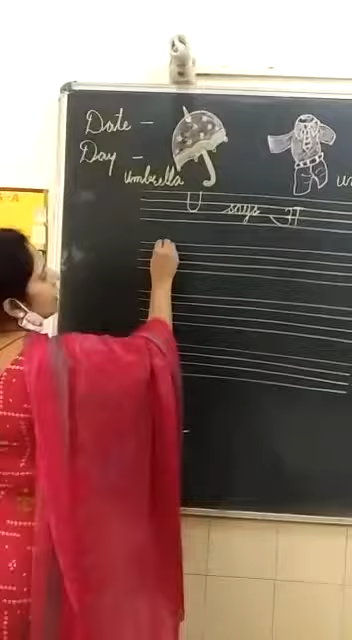 Date -
Day -
umbrella
U says अ